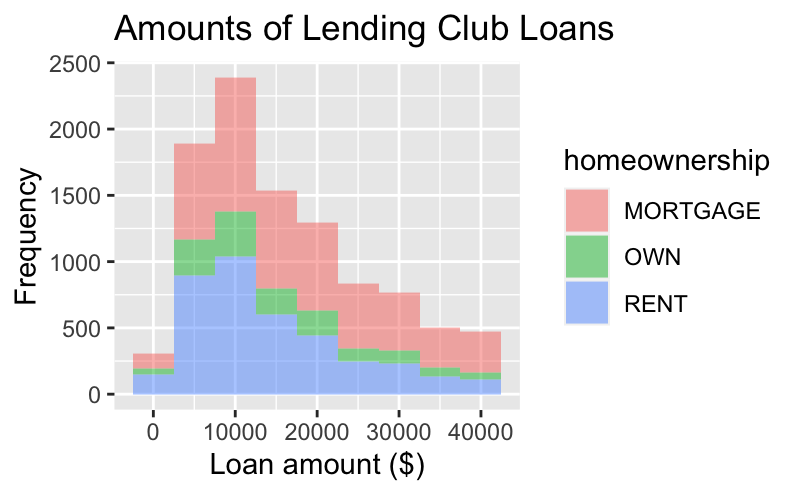 Amounts of Lending Club Loans
Frequency
2500
2000
1500
1000
500
0
0 10000 20000 30000 40000
Loan amount ($)
homeownership
MORTGAGE
OWN
RENT